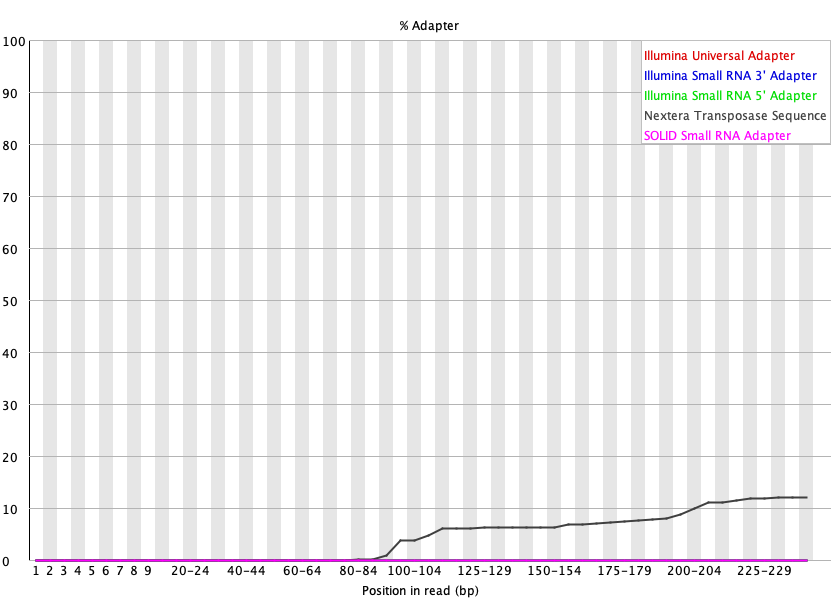 % Adapter
100
90
80
70
60
50
40
30
20
10
0
Illumina Universal Adapter
Illumina Small RNA 3' Adapter
Illumina Small RNA 5' Adapter
Nextera Transposase Sequence
SOLID Small RNA Adapter
1 2 3 4 5 6 7 8 9 20-24 40-44 60-64 80-84 100-104 125-129 150-154 175-179 200-204 225-229
Position in read (bp)